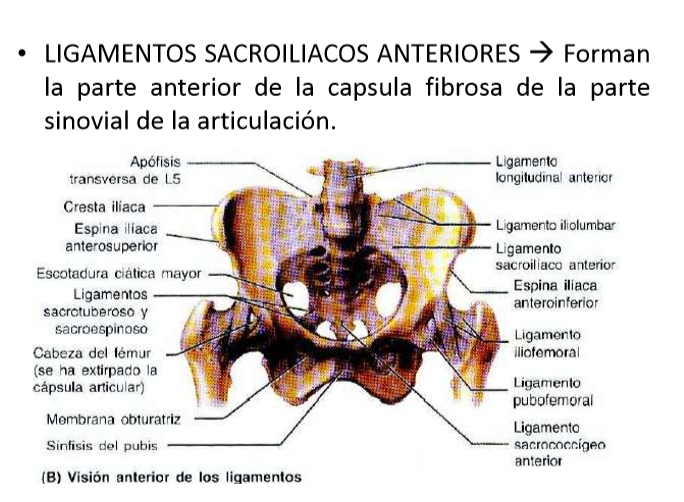 • LIGAMENTOS SACROILIACOS ANTERIORES → Forman
la parte anterior de la capsula fibrosa de la parte
sinovial de la articulación.
Apófisis
transversa de L5
Cresta ilíaca
Espina ilíaca
anterosuperior
Escotadura ciática mayor
Ligamentos
sacrotuberoso y
sacroespinoso
Cabeza del fémur
(se ha extirpado la
cápsula articular)
Membrana obturatriz
Sínfisis del pubis
Ligamento
longitudinal anterior
Ligamento iliolumbar
Ligamento
sacroilíaco anterior
Espina ilíaca
anteroinferior
Ligamento
iliofemoral
Ligamento
pubofemoral
Ligamento
sacrococcígeo
anterior
(B) Visión anterior de los ligamentos